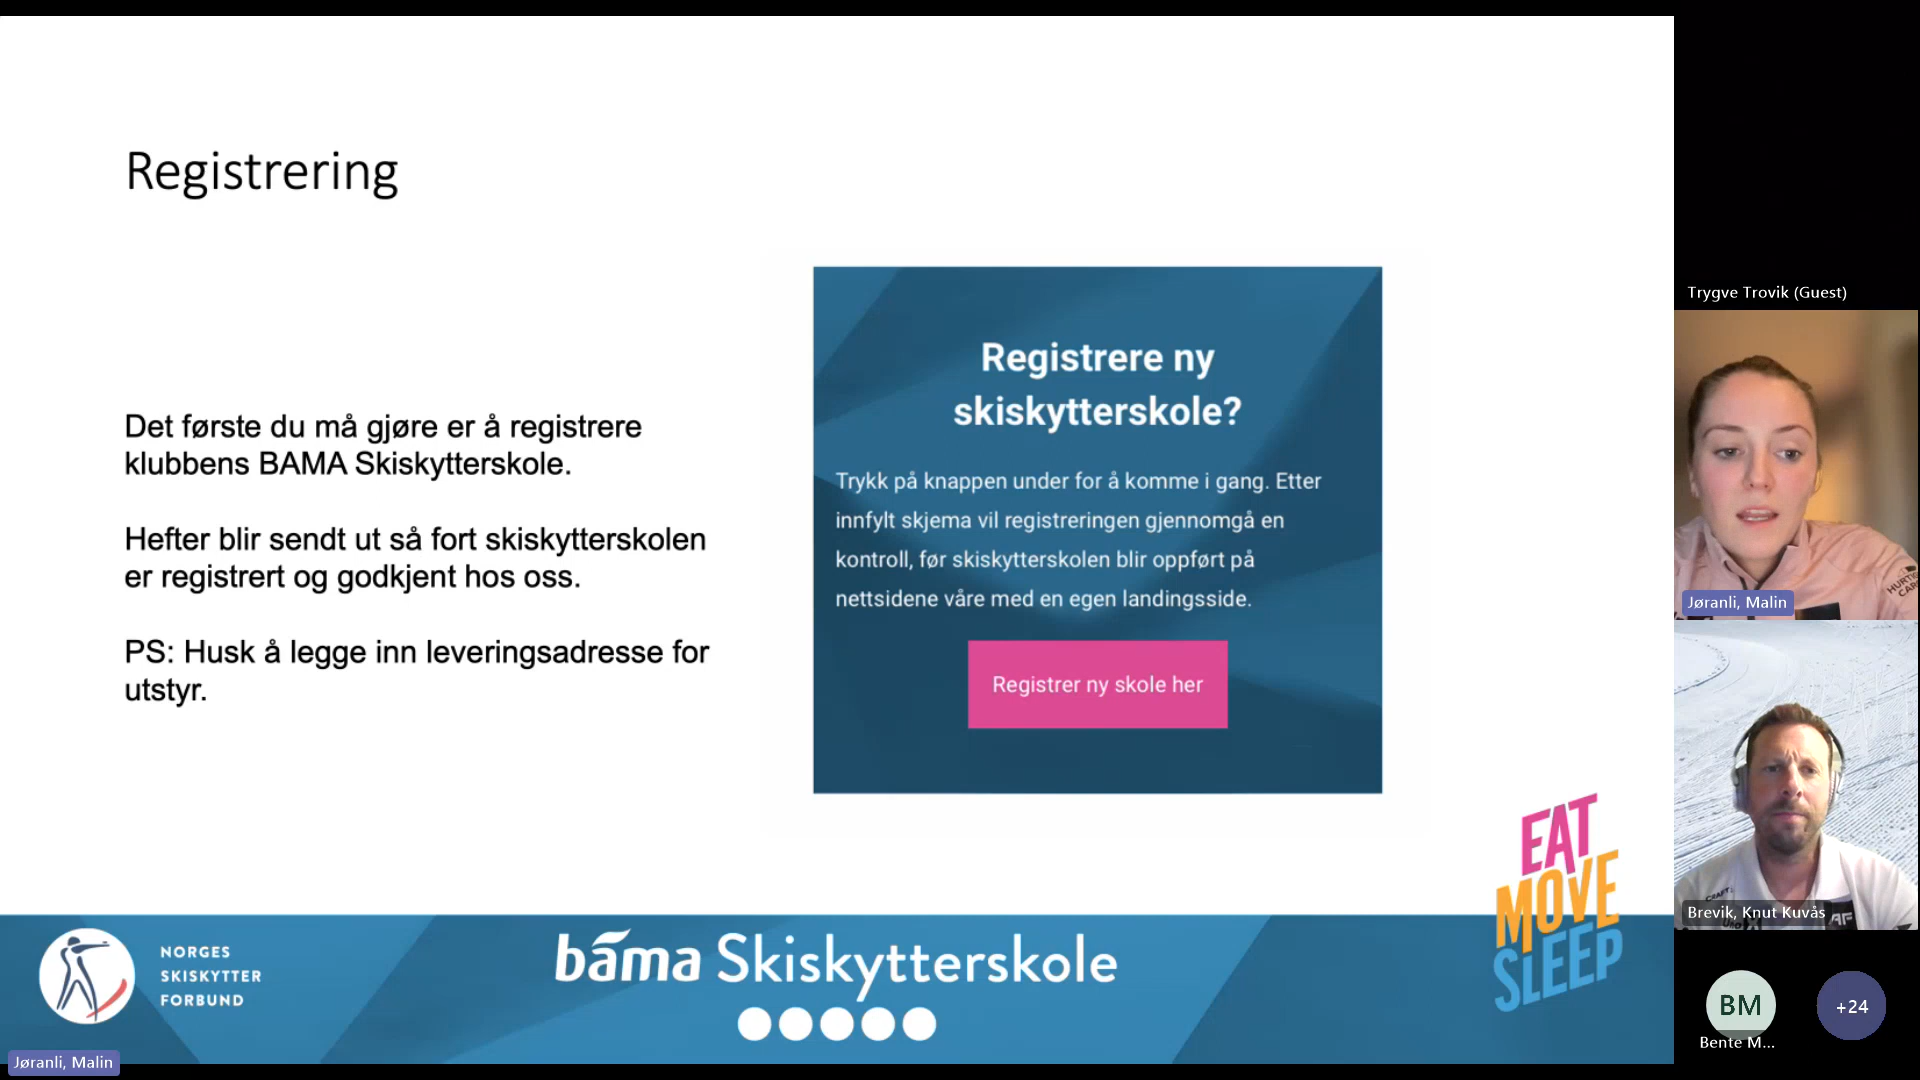 Registrering
Det første du må gjøre er å registrere
klubbens BAMA Skiskytterskole.
Hefter blir sendt ut så fort skiskytterskolen
er registrert og godkjent hos oss.
PS: Husk å legge inn leveringsadresse for
utstyr.
Registrere ny
skiskytterskole?
Trykk på knappen under for å komme i gang. Etter
innfylt skjema vil registreringen gjennomgå en
kontroll, før skiskytterskolen blir oppført på
nettsidene våre med en egen landingsside.
Registrer ny skole her
EAT
MOVE
SLEEP
NORGES
SKISKYTTER
FORBUND
bama Skiskytterskole
Jøranli, Malin
Trygve Trovik (Guest)
HURTIG
Jøranli, Malin
CRAFT
Brevik, Knut Kuvås
AF
BM
Bente M...
+24